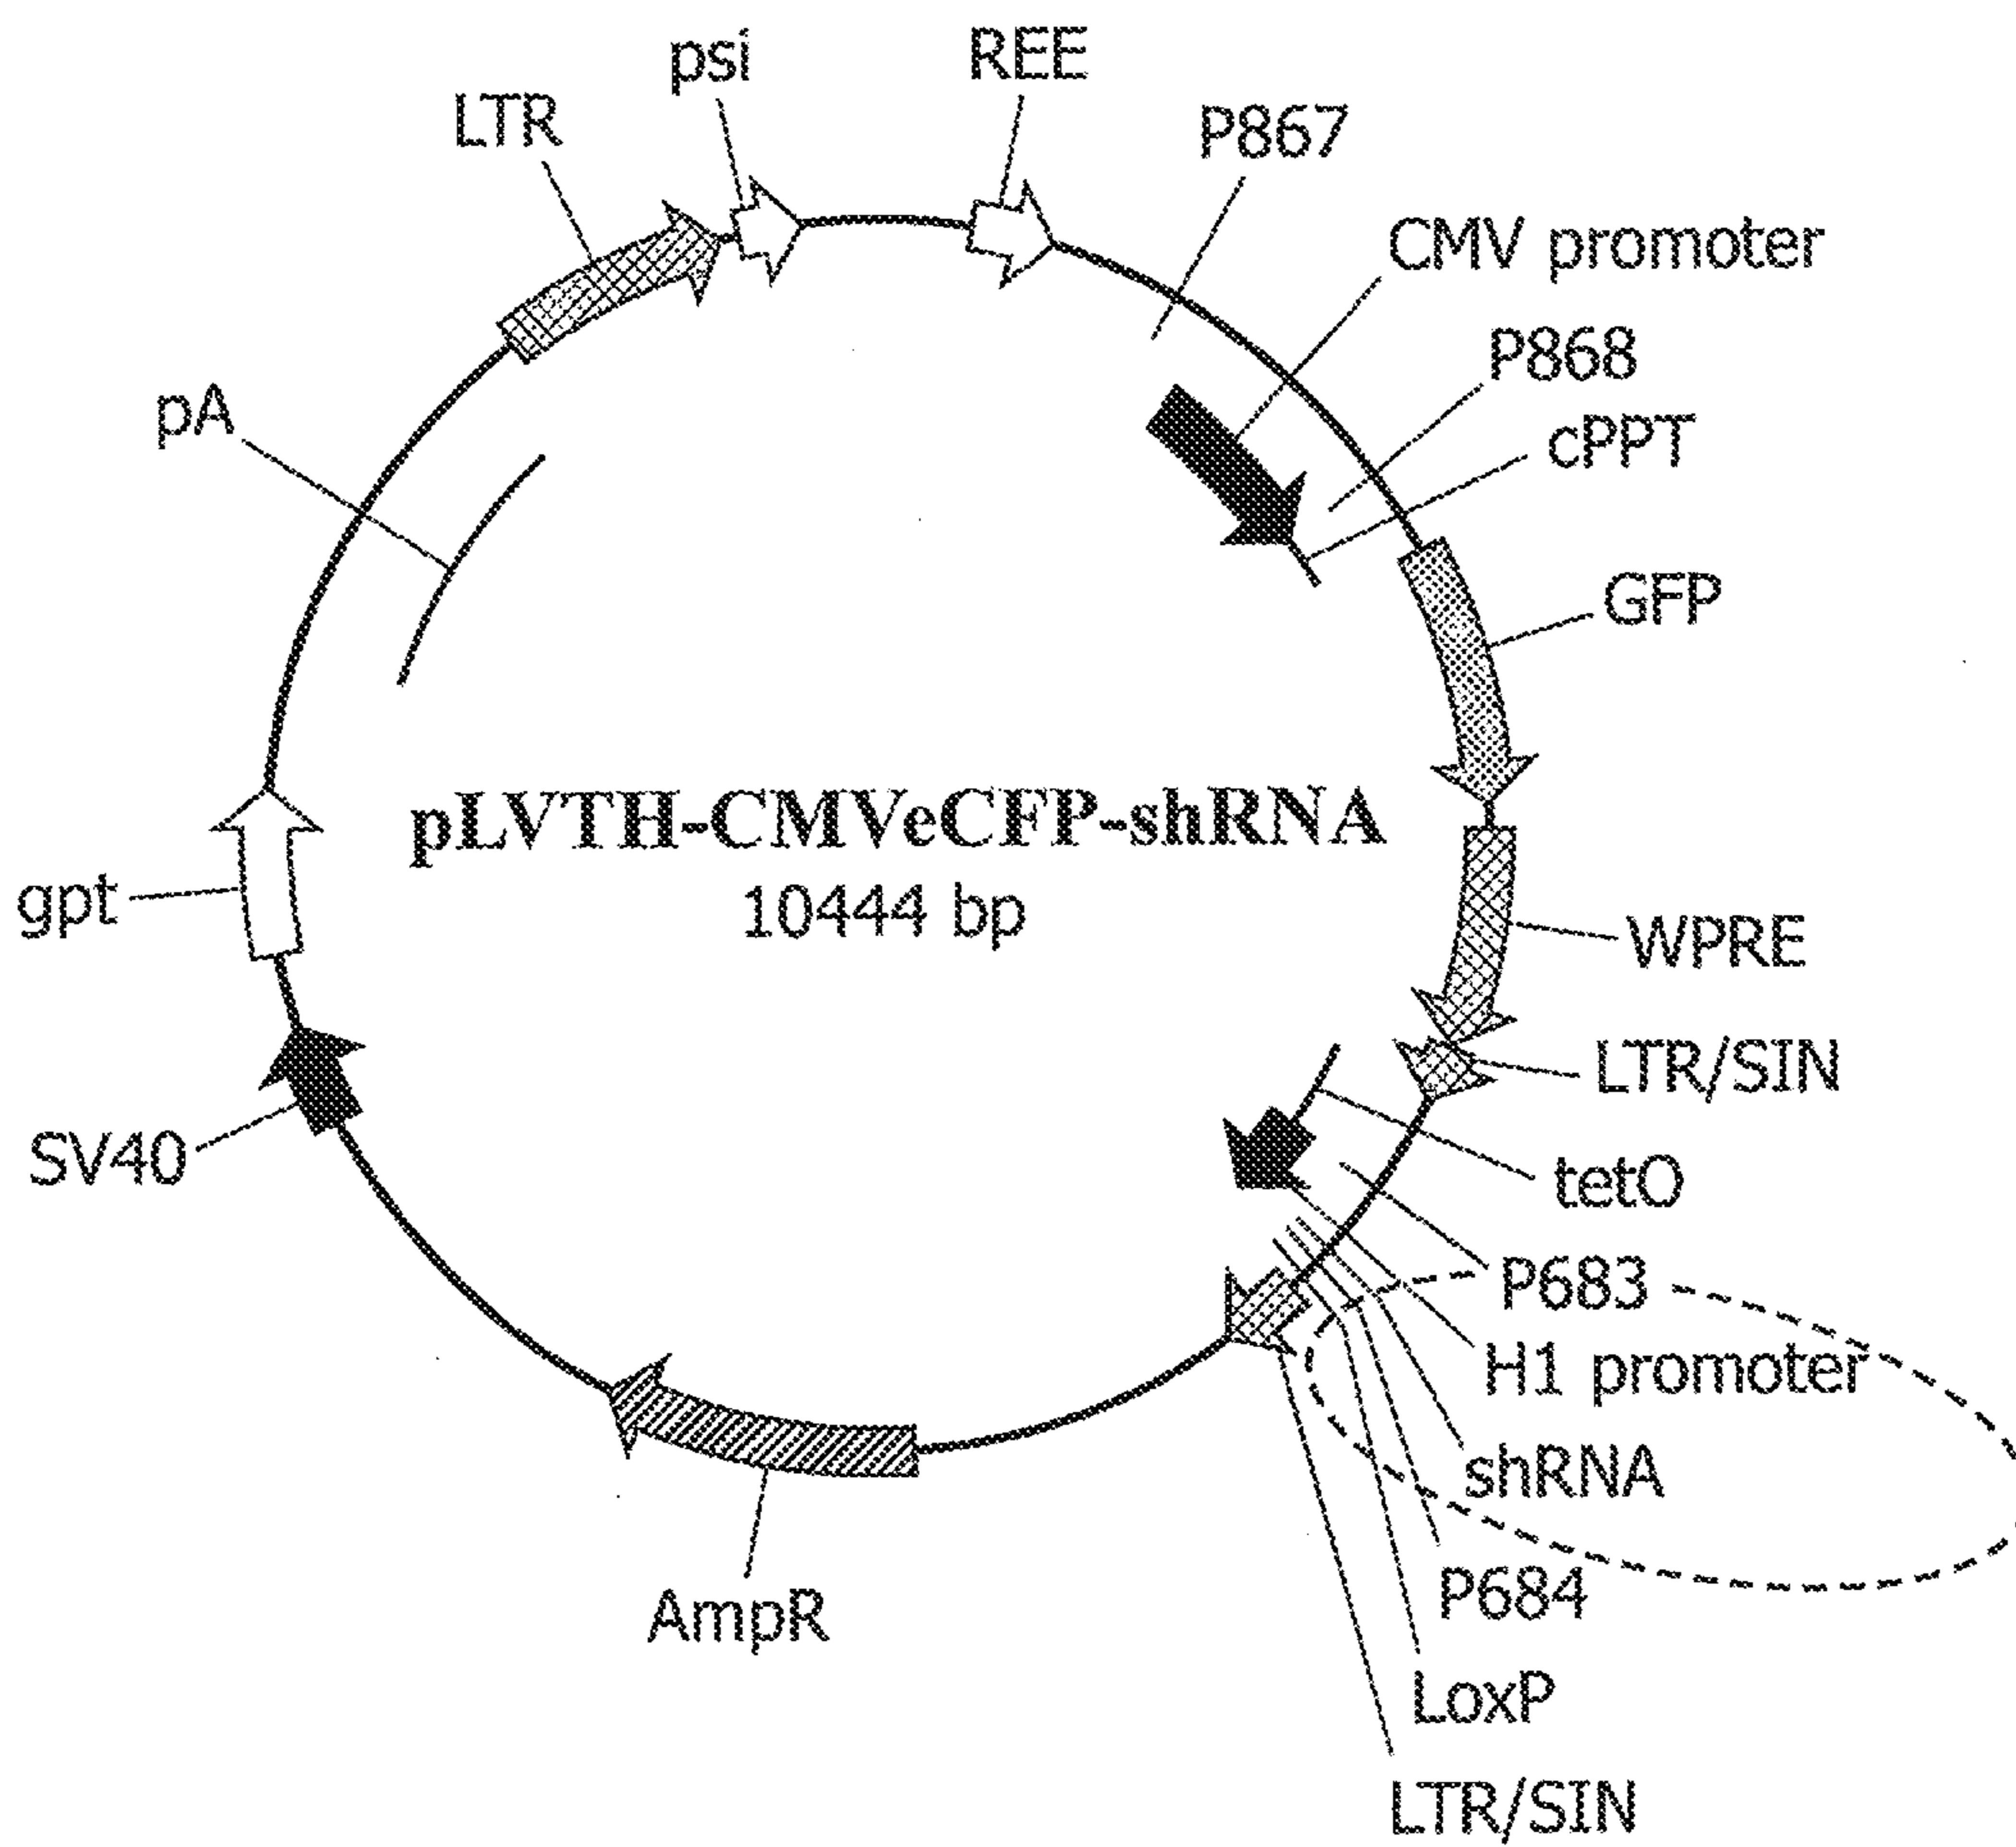 psi
REE
LTR
P867
CMV promoter
P868
cPPT
pA
GFP
pLVTH-CMVeCFP-shRNA
10444 bp
gpt
WPRE
LTR/SIN
SV40
tetO
P683
H1 promoter
shRNA
P684
AmpR
LoxP
LTR/SIN